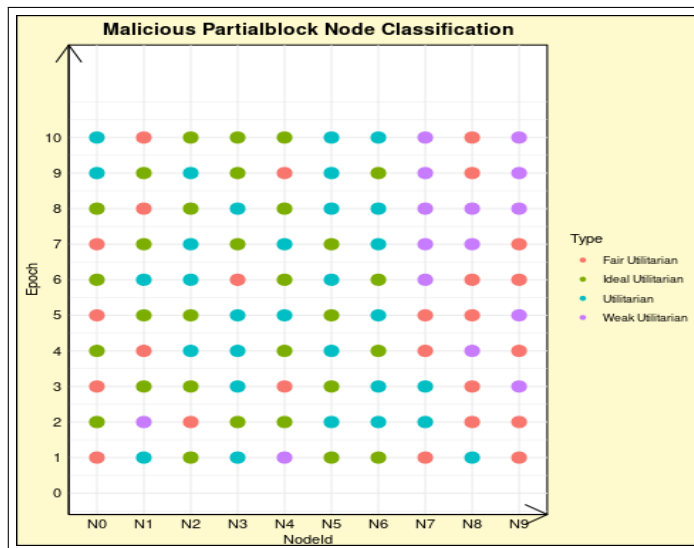 Malicious Partialblock Node Classification
10
9
8
7
6
5
4
3
2
1
0
Epoch
N0 N1 N2 N3 N4 N5 N6 N7 N8 N9
NodeId
Type
Fair Utilitarian
Ideal Utilitarian
Utilitarian
Weak Utilitarian